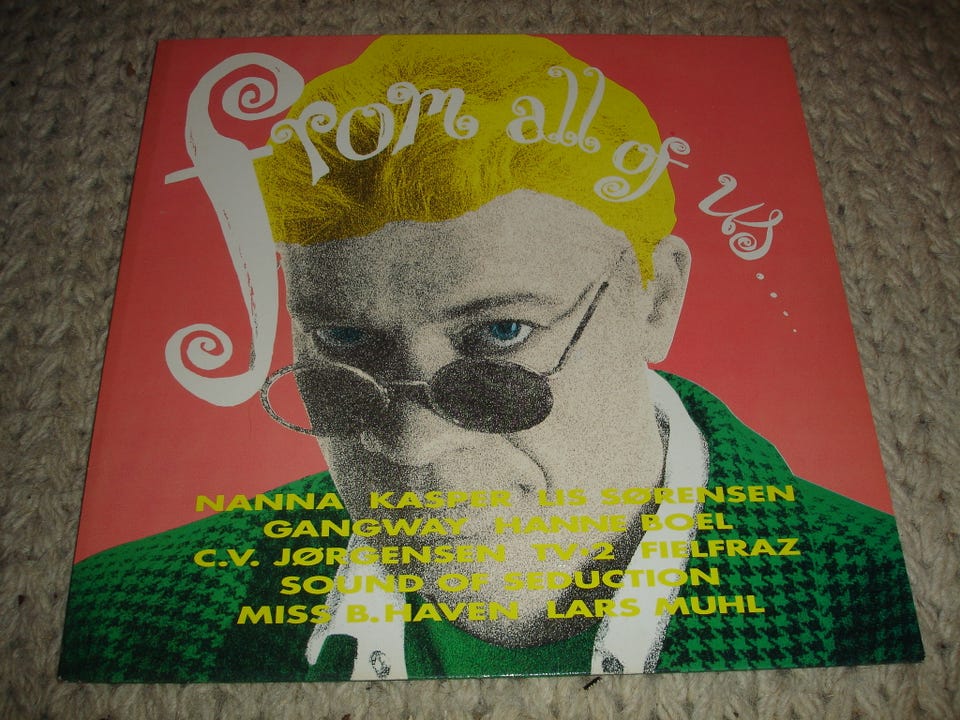 from all of us....
NANNA KASPER LIS SØRENSEN
GANGWAY HANNE BOEL
C.V. JØRGENSEN TV·2 FIELFRAZ
SOUND OF SEDUCTION
MISS B. HAVEN LARS MUHL